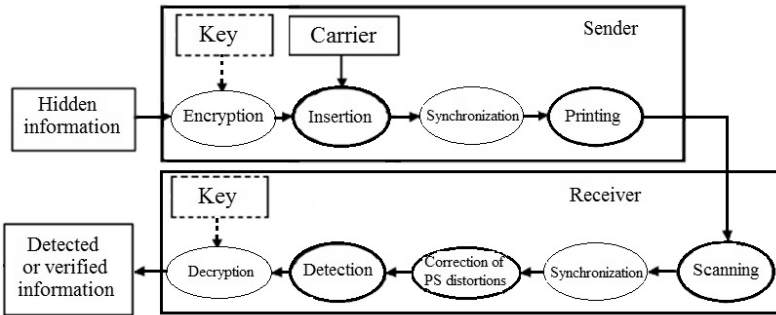 Key
Carrier
Sender
Hidden
information
Encryption
Insertion
Synchronization
Printing
Key
Receiver
Detected
or verified
information
Decryption
Detection
Correction of
PS distortions
Synchronization
Scanning